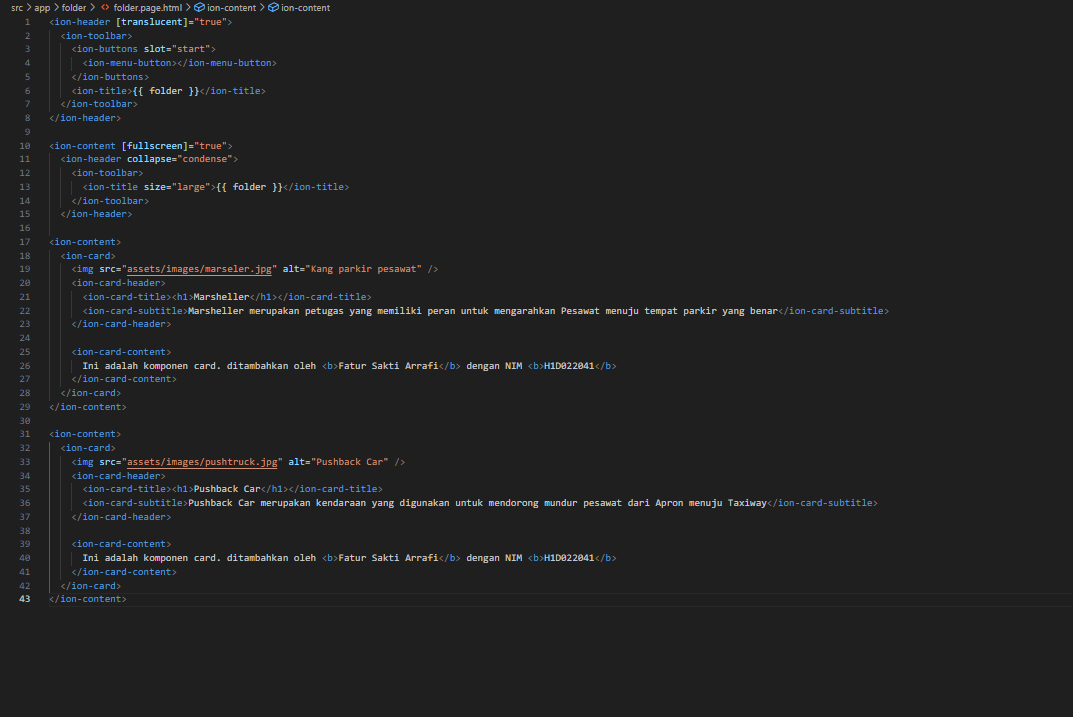 src > app > folder > <> folder.page.html > ion-content > ion-content
1 <ion-header [translucent]="true">
2 <ion-toolbar>
3 <ion-buttons slot="start">
4 <ion-menu-button></ion-menu-button>
5 </ion-buttons>
6 <ion-title>{{ folder }}</ion-title>
7 </ion-toolbar>
8 </ion-header>
9
10 <ion-content [fullscreen]="true">
11 <ion-header collapse="condense">
12 <ion-toolbar>
13 <ion-title size="large">{{ folder }}</ion-title>
14 </ion-toolbar>
15 </ion-header>
16
17 <ion-content>
18 <ion-card>
19 <img src="assets/images/marseler.jpg" alt="Kang parkir pesawat" />
20 <ion-card-header>
21 <ion-card-title><h1>Marsheller</h1></ion-card-title>
22 <ion-card-subtitle>Marsheller merupakan petugas yang memiliki peran untuk mengarahkan Pesawat menuju tempat parkir yang benar</ion-card-subtitle>
23 </ion-card-header>
24
25 <ion-card-content>
26 Ini adalah komponen card. ditambahkan oleh <b>Fatur Sakti Arrafi</b> dengan NIM <b>H1D022041</b>
27 </ion-card-content>
28 </ion-card>
29 </ion-content>
30
31 <ion-content>
32 <ion-card>
33 <img src="assets/images/pushtruck.jpg" alt="Pushback Car" />
34 <ion-card-header>
35 <ion-card-title><h1>Pushback Car</h1></ion-card-title>
36 <ion-card-subtitle>Pushback Car merupakan kendaraan yang digunakan untuk mendorong mundur pesawat dari Apron menuju Taxiway</ion-card-subtitle>
37 </ion-card-header>
38
39 <ion-card-content>
40 Ini adalah komponen card. ditambahkan oleh <b>Fatur Sakti Arrafi</b> dengan NIM <b>H1D022041</b>
41 </ion-card-content>
42 </ion-card>
43 </ion-content>